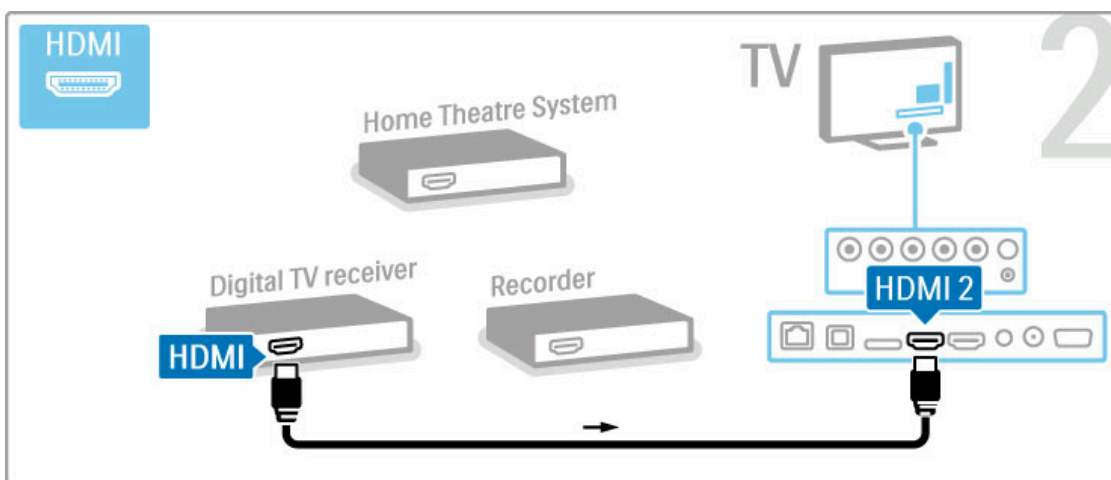 HDMI
TV
2
Home Theatre System
Digital TV receiver
Recorder
HDMI 2
HDMI